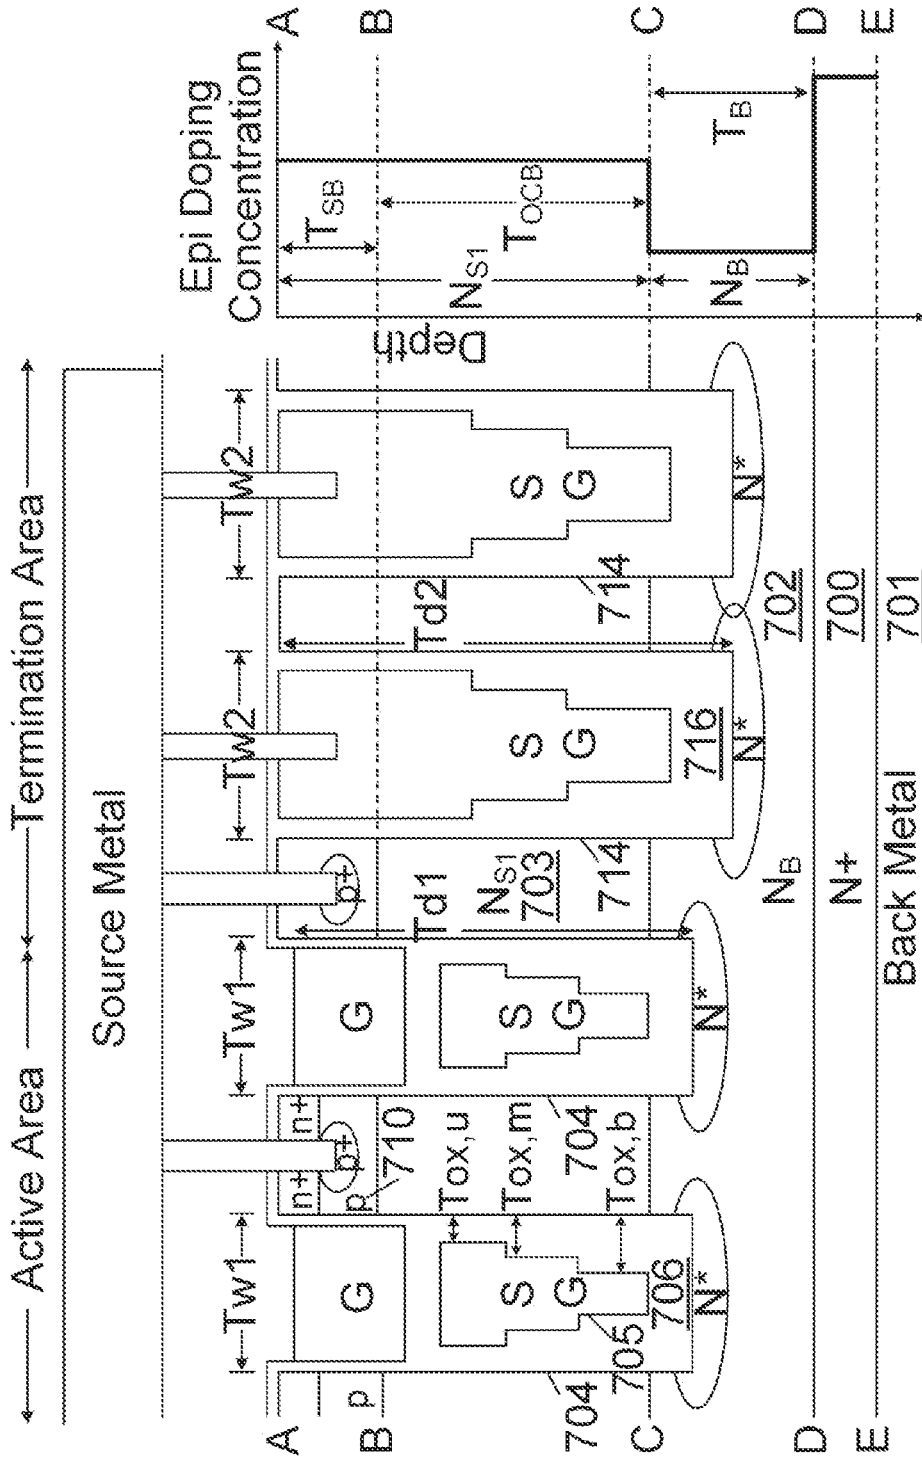 Active Area
Termination Area
Source Metal
Epi Doping
Concentration
Tw1
Tw1
Tw2
Tw2
A
A
n+
n+
p+
p+
G
G
p
p
B
B
710
Td1
Td2
Depth
TSB
NS1
TOCB
Tox,u
Tox,m
Tox,b
S
G
S
G
S
G
S
G
NS1
703
704
705
704
714
714
706
716
C
C
N*
N*
N*
N*
NB
TB
NB
702
D
D
N+
700
E
E
Back Metal
701